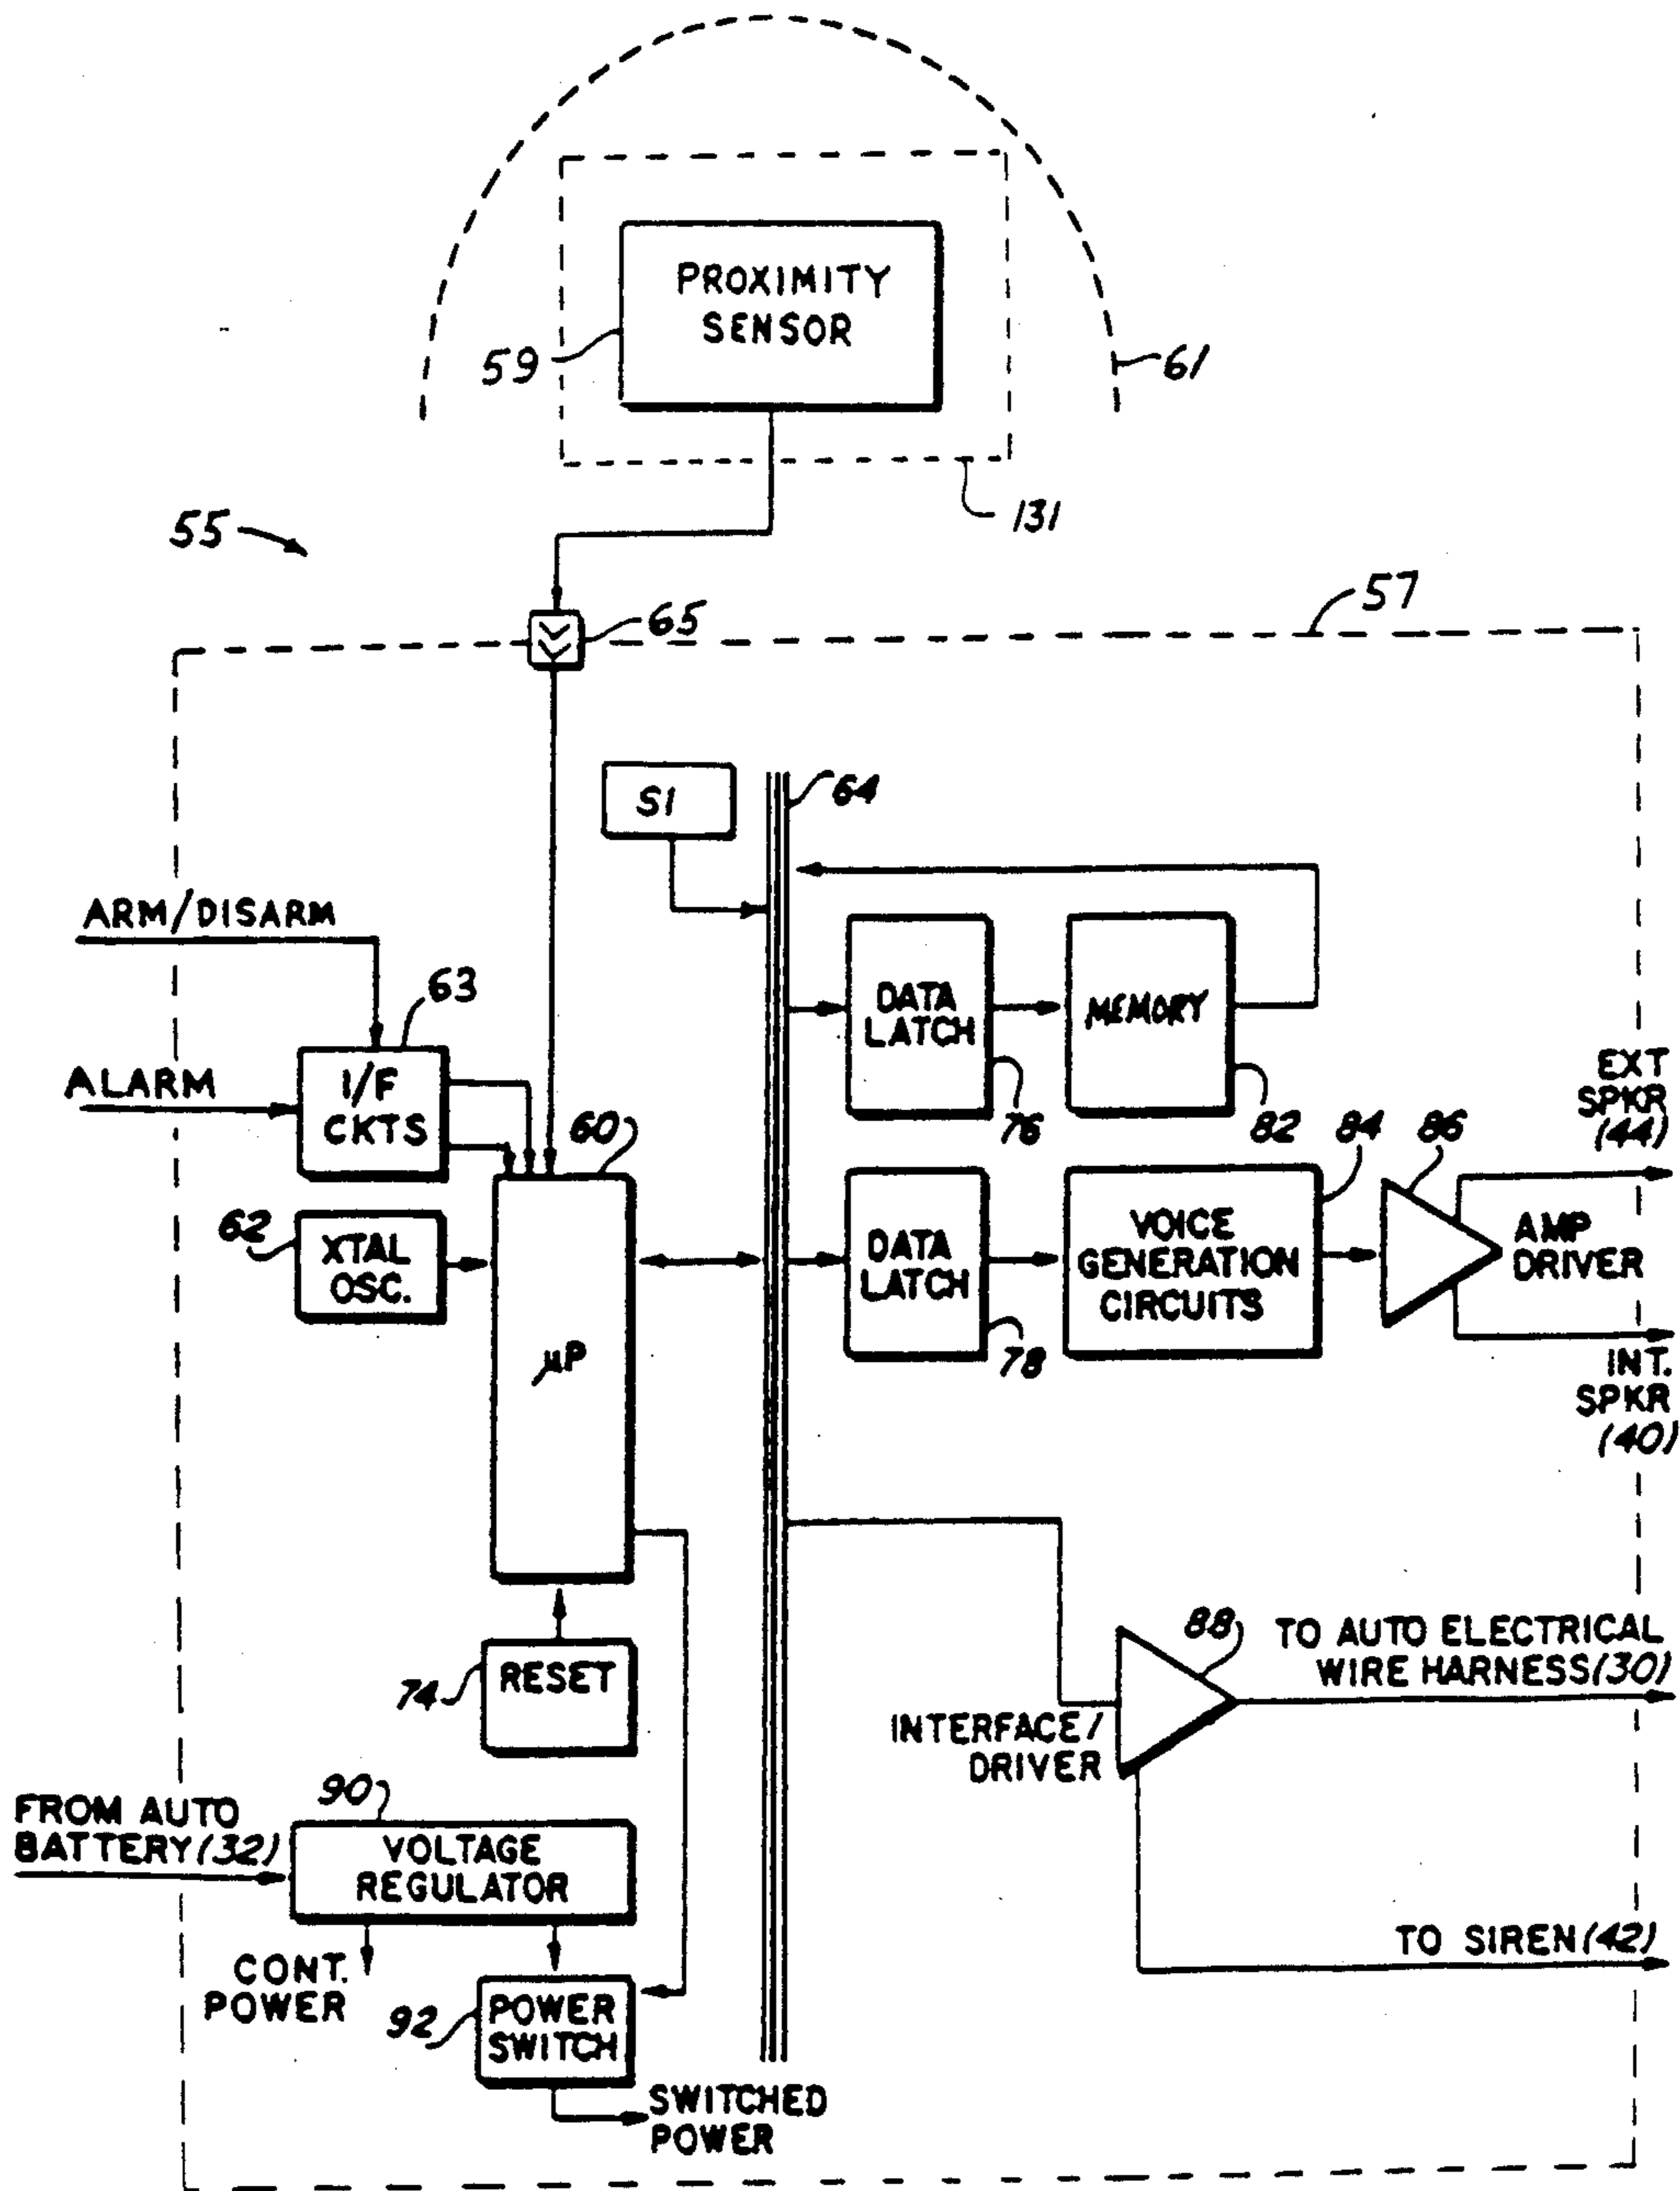 PROXIMITY
SENSOR
59
61
131
55
65
57
S1
64
ARM/DISARM
63
ALARM
I/F
CKTS
DATA
LATCH
MEMORY
76
82
EXT
SPKR
(44)
60
84
86
62
XTAL
OSC.
µP
DATA
LATCH
78
VOICE
GENERATION
CIRCUITS
AMP
DRIVER
INT.
SPKR
(40)
74
RESET
88
TO AUTO ELECTRICAL
WIRE HARNESS(30)
INTERFACE/
DRIVER
FROM AUTO
BATTERY(32)
90
VOLTAGE
REGULATOR
CONT.
POWER
92
POWER
SWITCH
SWITCHED
POWER
TO SIREN(42)